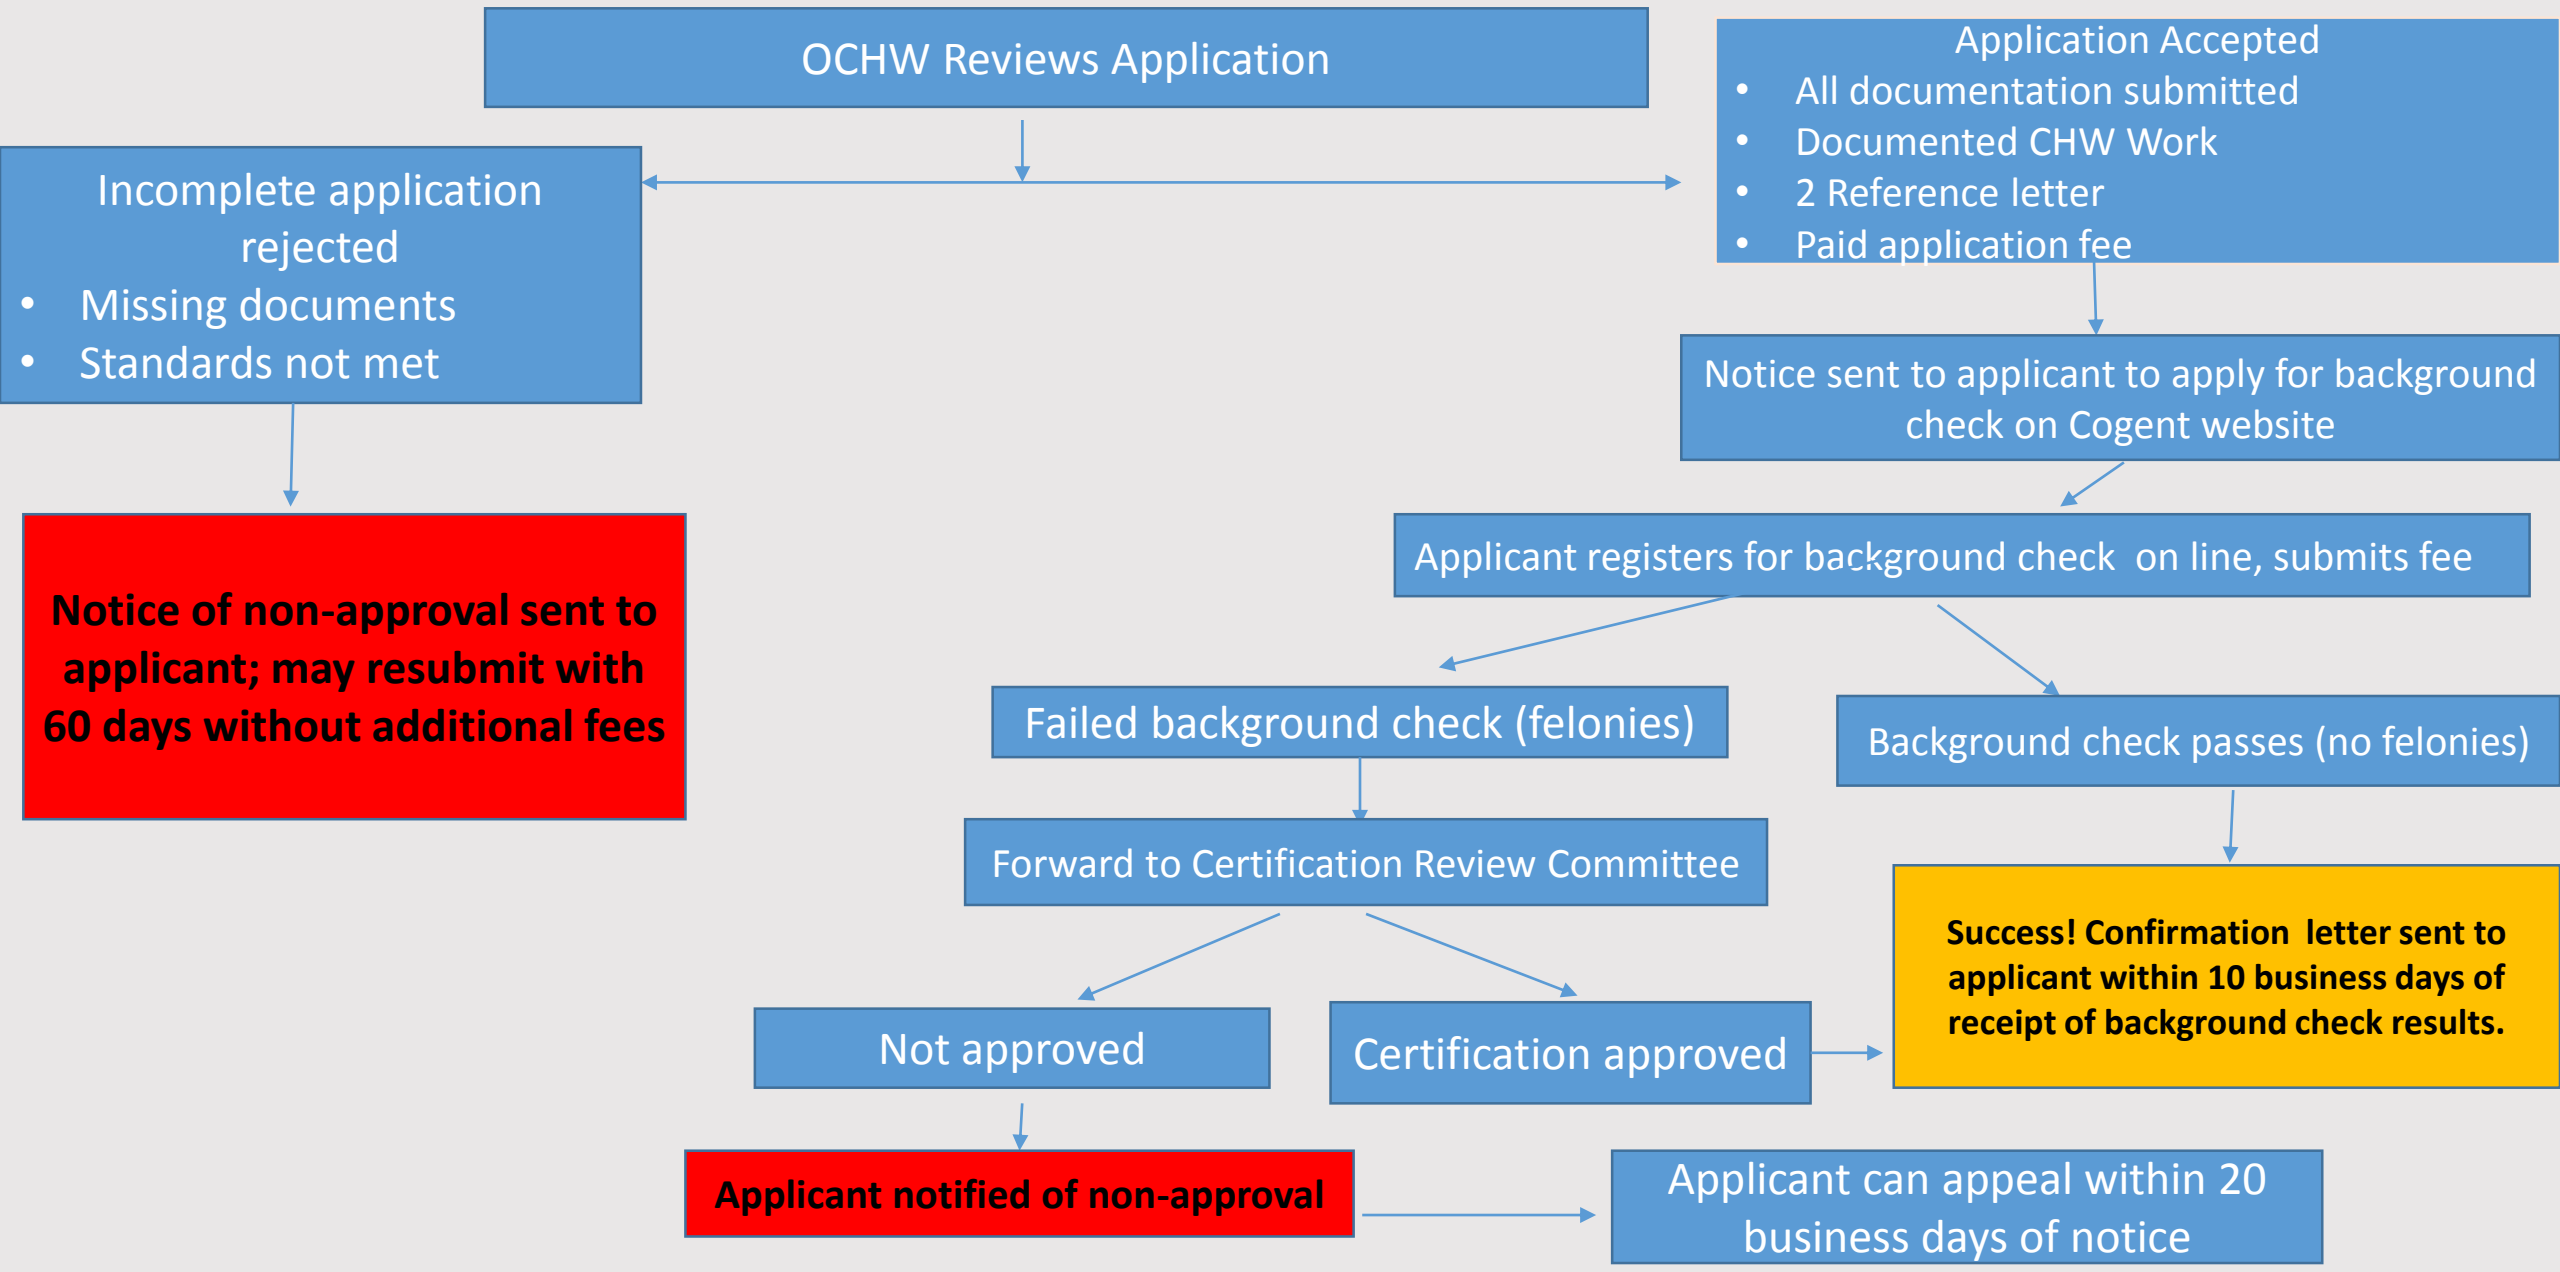 OCHW Reviews Application
Application Accepted
• All documentation submitted
• Documented CHW Work
• 2 Reference letter
• Paid application fee
Incomplete application
rejected
• Missing documents
• Standards not met
Notice sent to applicant to apply for background
check on Cogent website
Notice of non-approval sent to
applicant; may resubmit with
60 days without additional fees
Applicant registers for background check  on line, submits fee
Failed background check (felonies)
Background check passes (no felonies)
Forward to Certification Review Committee
Success! Confirmation  letter sent to
applicant within 10 business days of
receipt of background check results.
Not approved
Certification approved
Applicant notified of non-approval
Applicant can appeal within 20
business days of notice